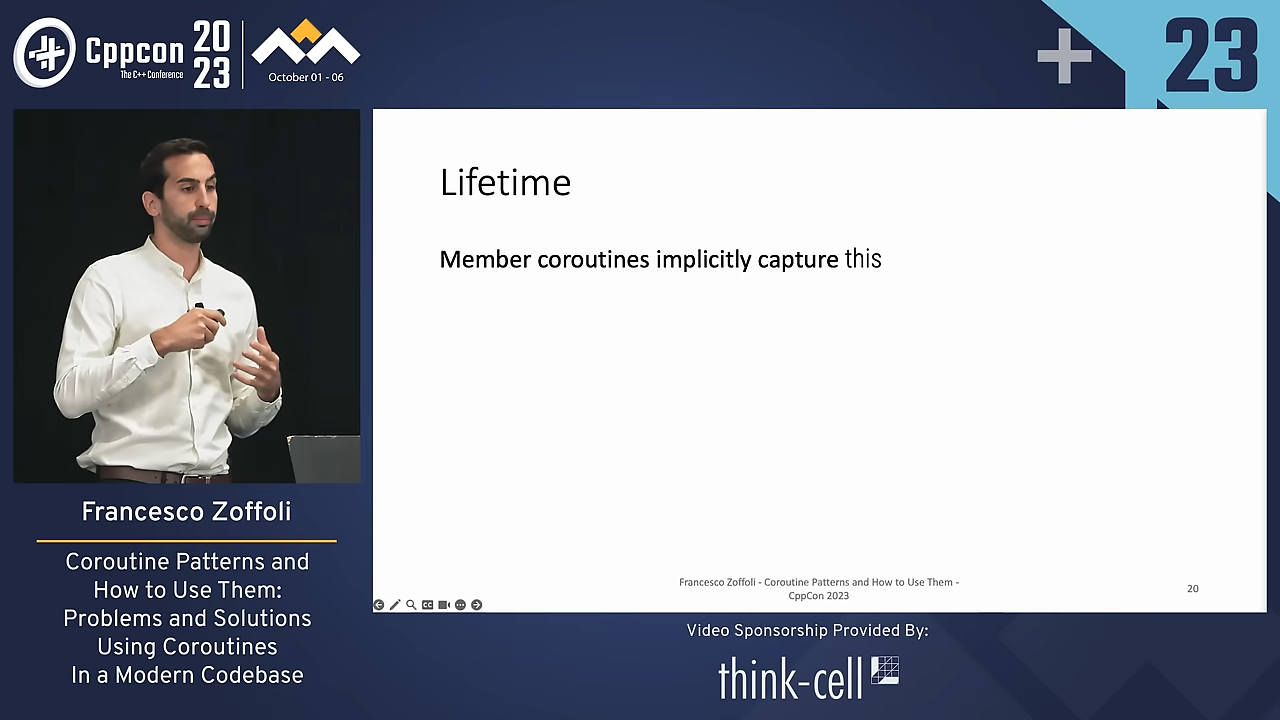 Cppcon
The C++ Conference
20
23
October 01 - 06
23
Lifetime
Member coroutines implicitly capture this
Francesco Zoffoli - Coroutine Patterns and How to Use Them -
CppCon 2023
20
Francesco Zoffoli
Coroutine Patterns and
How to Use Them:
Problems and Solutions
Using Coroutines
In a Modern Codebase
Video Sponsorship Provided By:
think-cell